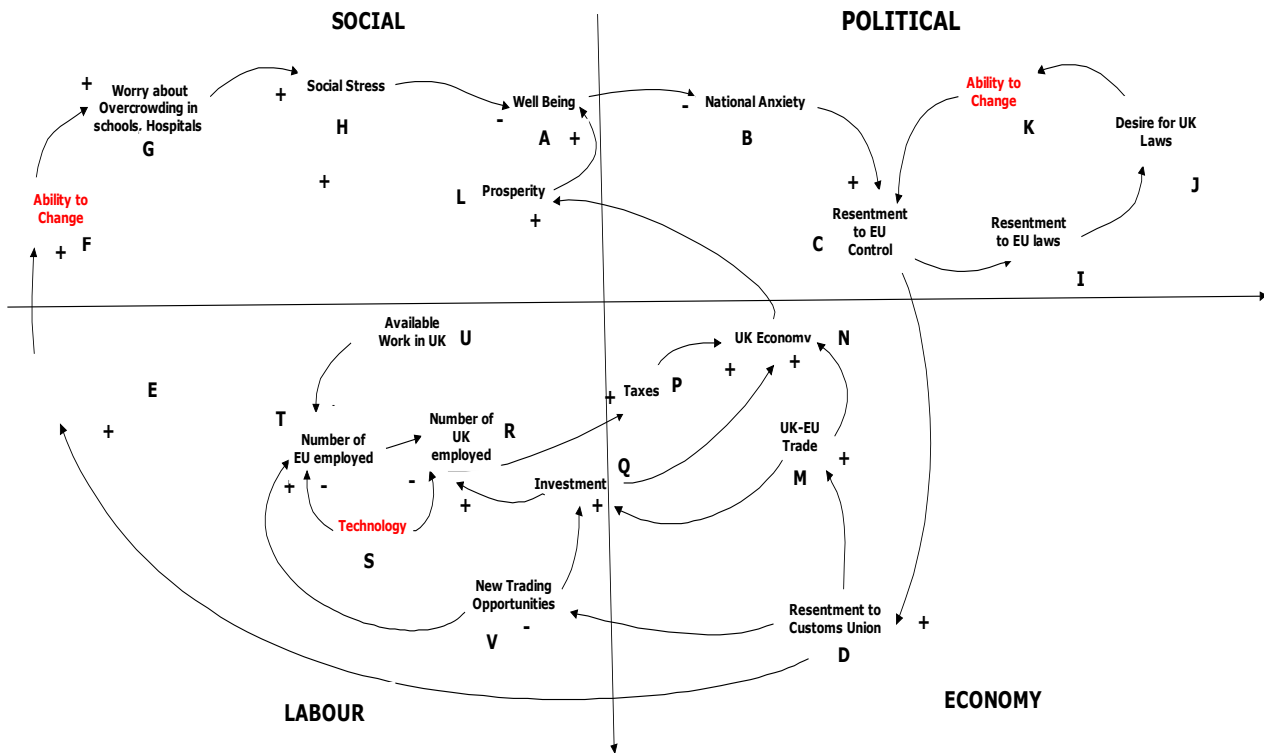 SOCIAL
POLITICAL
+
Worry about
Overcrowding in
schools, Hospitals
G
+
Social Stress
H
+
-
Well Being
A
+
-
National Anxiety
B
Ability to
Change
K
Desire for UK
Laws
J
Ability to
Change
+
F
L
Prosperity
+
+
Resentment
to EU
Control
C
Resentment
to EU laws
I
Available
Work in UK
U
UK Economy
N
+
+
E
+
T
Number of
EU employed
+
-
Number of
UK
employed
R
-
+
+
Taxes
P
UK-EU
Trade
+
M
Q
Investment
+
Technology
S
New Trading
Opportunities
-
V
Resentment to
Customs Union
+
D
LABOUR
ECONOMY